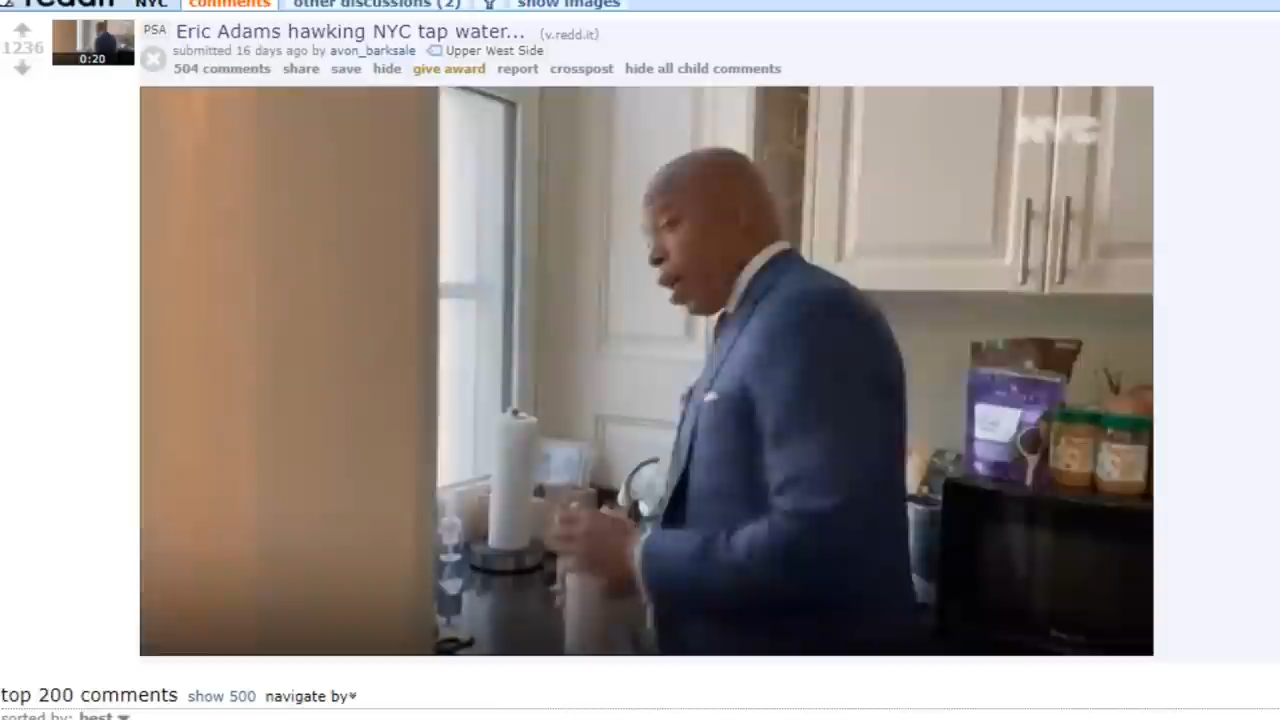 reddit NYC comments other discussions (2) show images
1236
0:20
PSA Eric Adams hawking NYC tap water... (v.redd.it)
submitted 16 days ago by avon_barksale Upper West Side
504 comments share save hide give award report crosspost hide all child comments
NYC
top 200 comments show 500 navigate by
sorted by: best